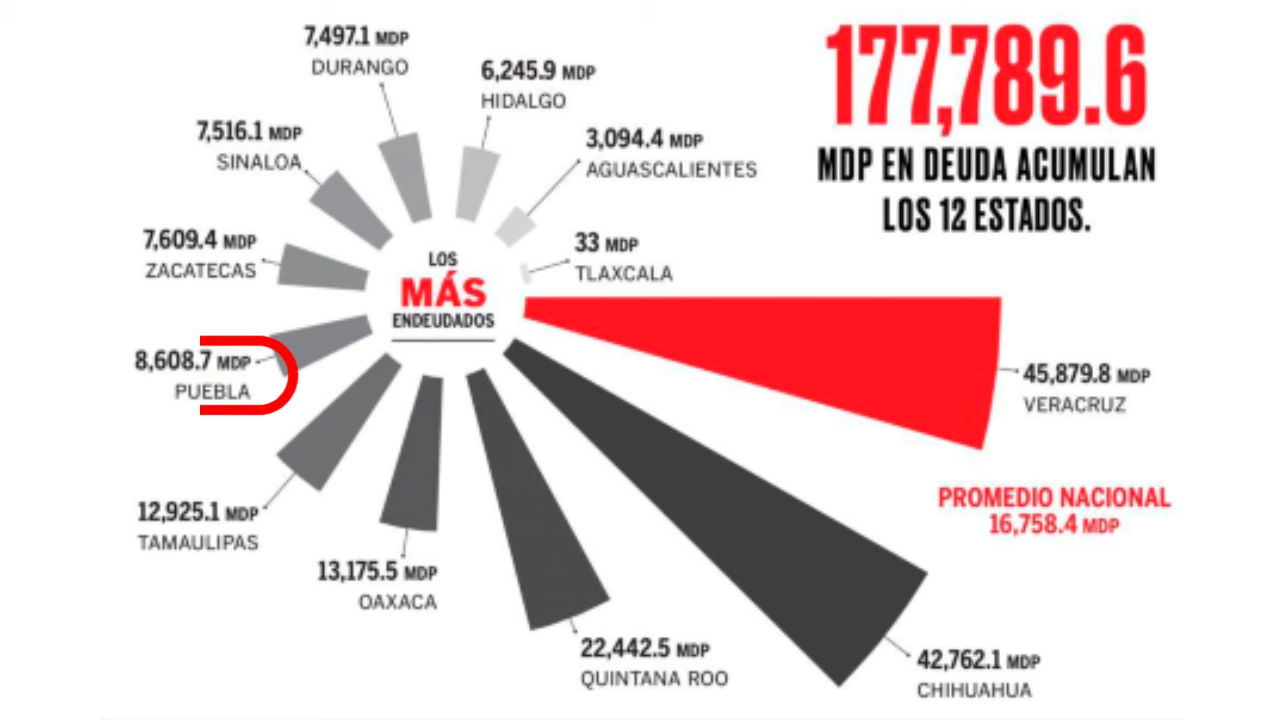 177,789.6
MDP EN DEUDA ACUMULAN
LOS 12 ESTADOS.
7,497.1 MDP
DURANGO
6,245.9 MDP
HIDALGO
7,516.1 MDP
SINALOA
3,094.4 MDP
AGUASCALIENTES
7,609.4 MDP
ZACATECAS
33 MDP
TLAXCALA
LOS
MÁS
ENDEUDADOS
8,608.7 MDP
PUEBLA
45,879.8 MDP
VERACRUZ
PROMEDIO NACIONAL
16,758.4 MDP
12,925.1 MDP
TAMAULIPAS
13,175.5 MDP
OAXACA
22,442.5 MDP
QUINTANA ROO
42,762.1 MDP
CHIHUAHUA